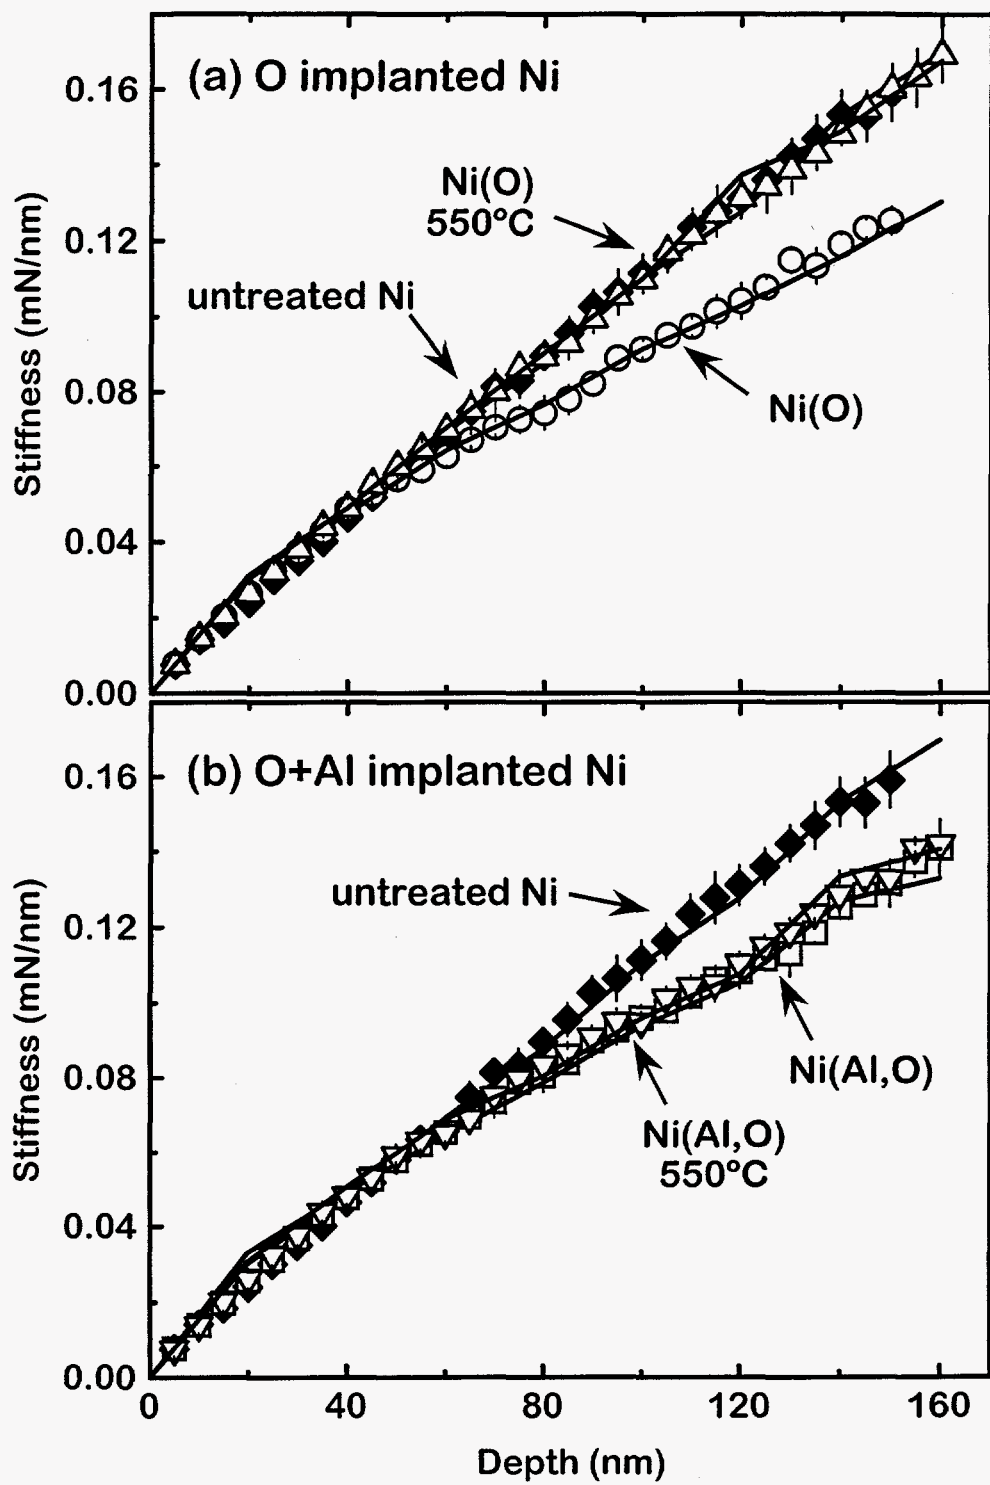 (a) O implanted Ni
0.16
Ni(O)
550°C
0.12
untreated Ni
0.08
Ni(O)
0.04
0.00
Stiffness (mN/nm)
(b) O+Al implanted Ni
0.16
untreated Ni
0.12
Ni(Al,O)
0.08
Ni(Al,O)
550°C
0.04
0.00
Stiffness (mN/nm)
0 40 80 120 160
Depth (nm)